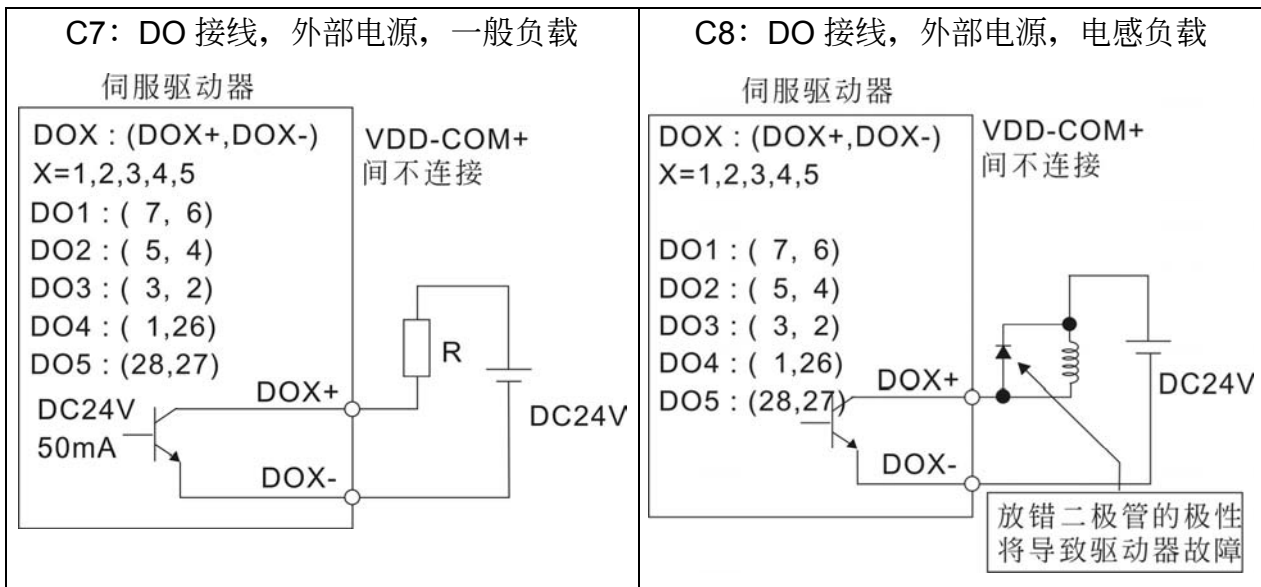 C7：DO 接线，外部电源，一般负载
伺服驱动器
DOX : (DOX+,DOX-)
X=1,2,3,4,5
DO1 : ( 7, 6)
DO2 : ( 5, 4)
DO3 : ( 3, 2)
DO4 : ( 1,26)
DO5 : (28,27)
DC24V
50mA
DOX+
DOX-
VDD-COM+
间不连接
R
DC24V
C8：DO 接线，外部电源，电感负载
伺服驱动器
DOX : (DOX+,DOX-)
X=1,2,3,4,5
DO1 : ( 7, 6)
DO2 : ( 5, 4)
DO3 : ( 3, 2)
DO4 : ( 1,26)
DO5 : (28,27)
DOX+
DOX-
VDD-COM+
间不连接
DC24V
放错二极管的极性
将导致驱动器故障